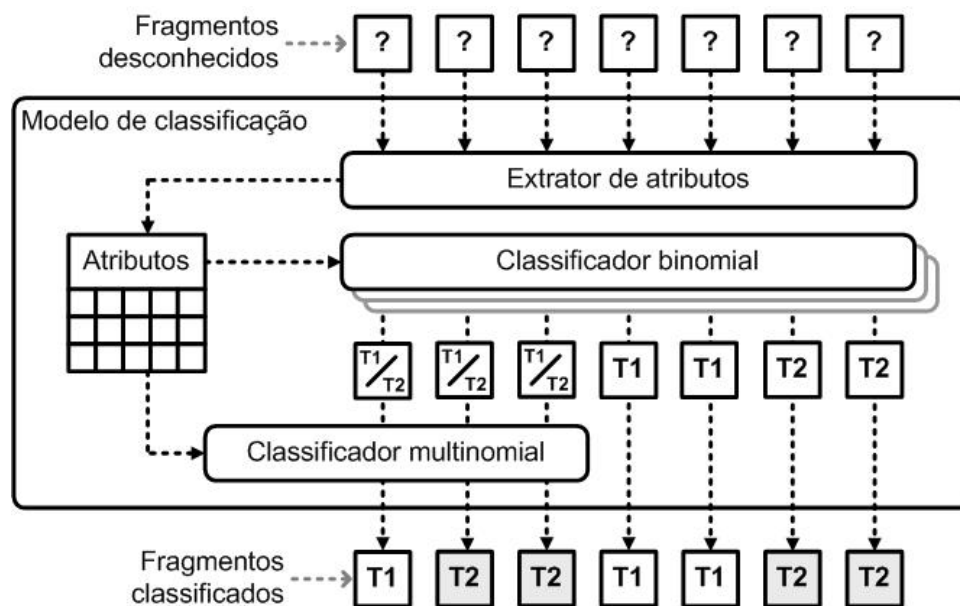 Fragmentos
desconhecidos
? ? ? ? ? ? ?
Modelo de classificação
Extrator de atributos
Atributos
Classificador binomial
T1/T2 T1/T2 T1/T2 T1 T1 T2 T2
Classificador multinomial
Fragmentos
classificados
T1 T2 T2 T1 T1 T2 T2